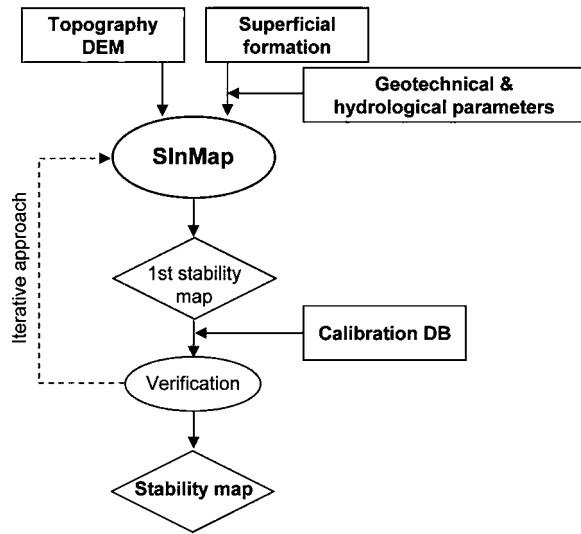 Topography
DEM
Superficial
formation
Geotechnical &
hydrological parameters
SInMap
Iterative approach
1st stability
map
Calibration DB
Verification
Stability map